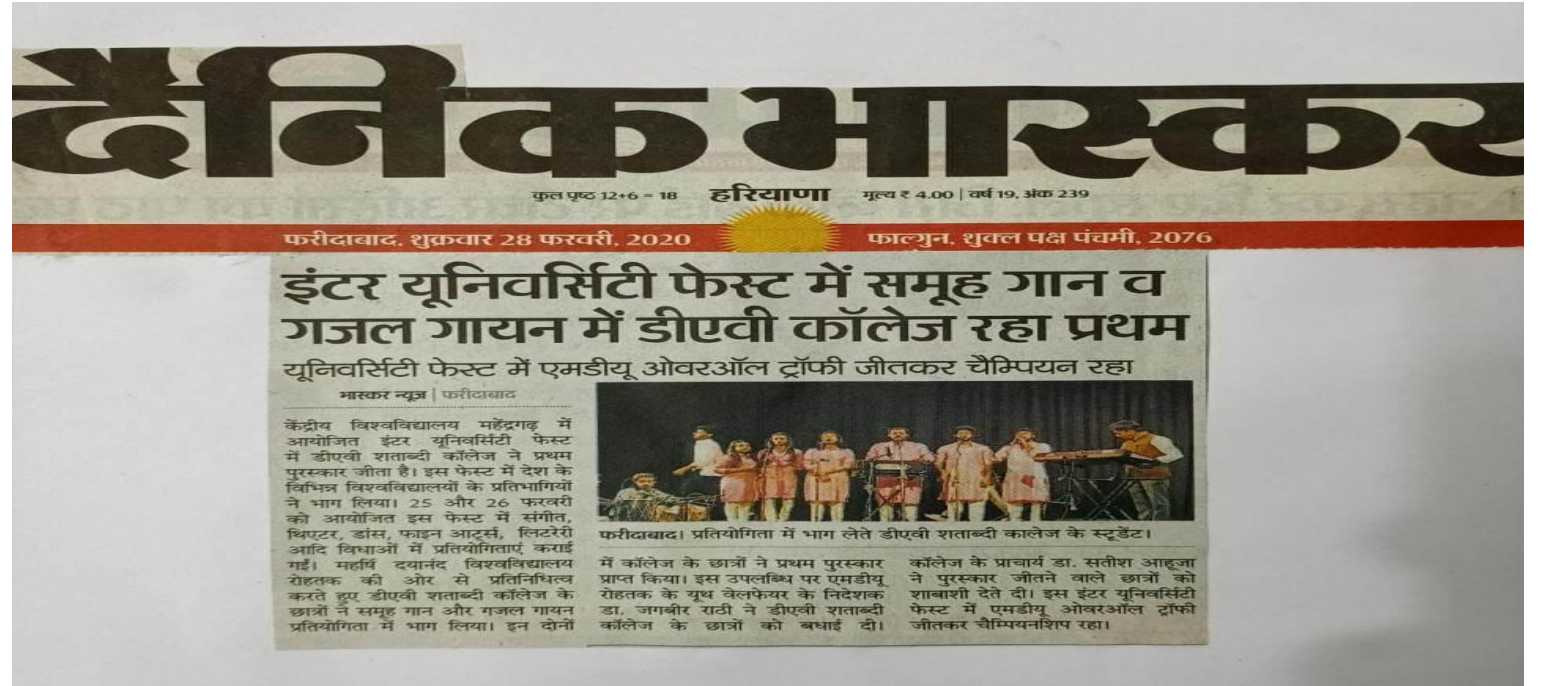 दैनिक भास्कर
कुल पृष्ठ 12+6 = 18 हरियाणा मूल्य ₹ 4.00 | वर्ष 19, अंक 239
फरीदाबाद, शुक्रवार 28 फरवरी, 2020 फाल्गुन, शुक्ल पक्ष पंचमी, 2076
इंटर यूनिवर्सिटी फेस्ट में समूह गान व
गजल गायन में डीएवी कॉलेज रहा प्रथम
यूनिवर्सिटी फेस्ट में एमडीयू ओवरऑल ट्रॉफी जीतकर चैम्पियन रहा
भास्कर न्यूज | फरीदाबाद
केंद्रीय विश्वविद्यालय महेंद्रगढ़ में
आयोजित इंटर यूनिवर्सिटी फेस्ट
में डीएवी शताब्दी कॉलेज ने प्रथम
पुरस्कार जीता है। इस फेस्ट में देश के
विभिन्न विश्वविद्यालयों के प्रतिभागियों
ने भाग लिया। 25 और 26 फरवरी
को आयोजित इस फेस्ट में संगीत,
थिएटर, डांस, फाइन आर्ट्स, लिटरेरी
आदि विधाओं में प्रतियोगिताएं कराई
गईं। महर्षि दयानंद विश्वविद्यालय
रोहतक की ओर से प्रतिनिधित्व
करते हुए डीएवी शताब्दी कॉलेज के
छात्रों ने समूह गान और गजल गायन
प्रतियोगिता में भाग लिया। इन दोनों
फरीदाबाद। प्रतियोगिता में भाग लेते डीएवी शताब्दी कालेज के स्टूडेंट।
में कॉलेज के छात्रों ने प्रथम पुरस्कार
प्राप्त किया। इस उपलब्धि पर एमडीयू
रोहतक के यूथ वेलफेयर के निदेशक
डा. जगबीर राठी ने डीएवी शताब्दी
कॉलेज के छात्रों को बधाई दी।
कॉलेज के प्राचार्य डा. सतीश आहूजा
ने पुरस्कार जीतने वाले छात्रों को
शाबाशी देते दी। इस इंटर यूनिवर्सिटी
फेस्ट में एमडीयू ओवरऑल ट्रॉफी
जीतकर चैम्पियनशिप रहा।